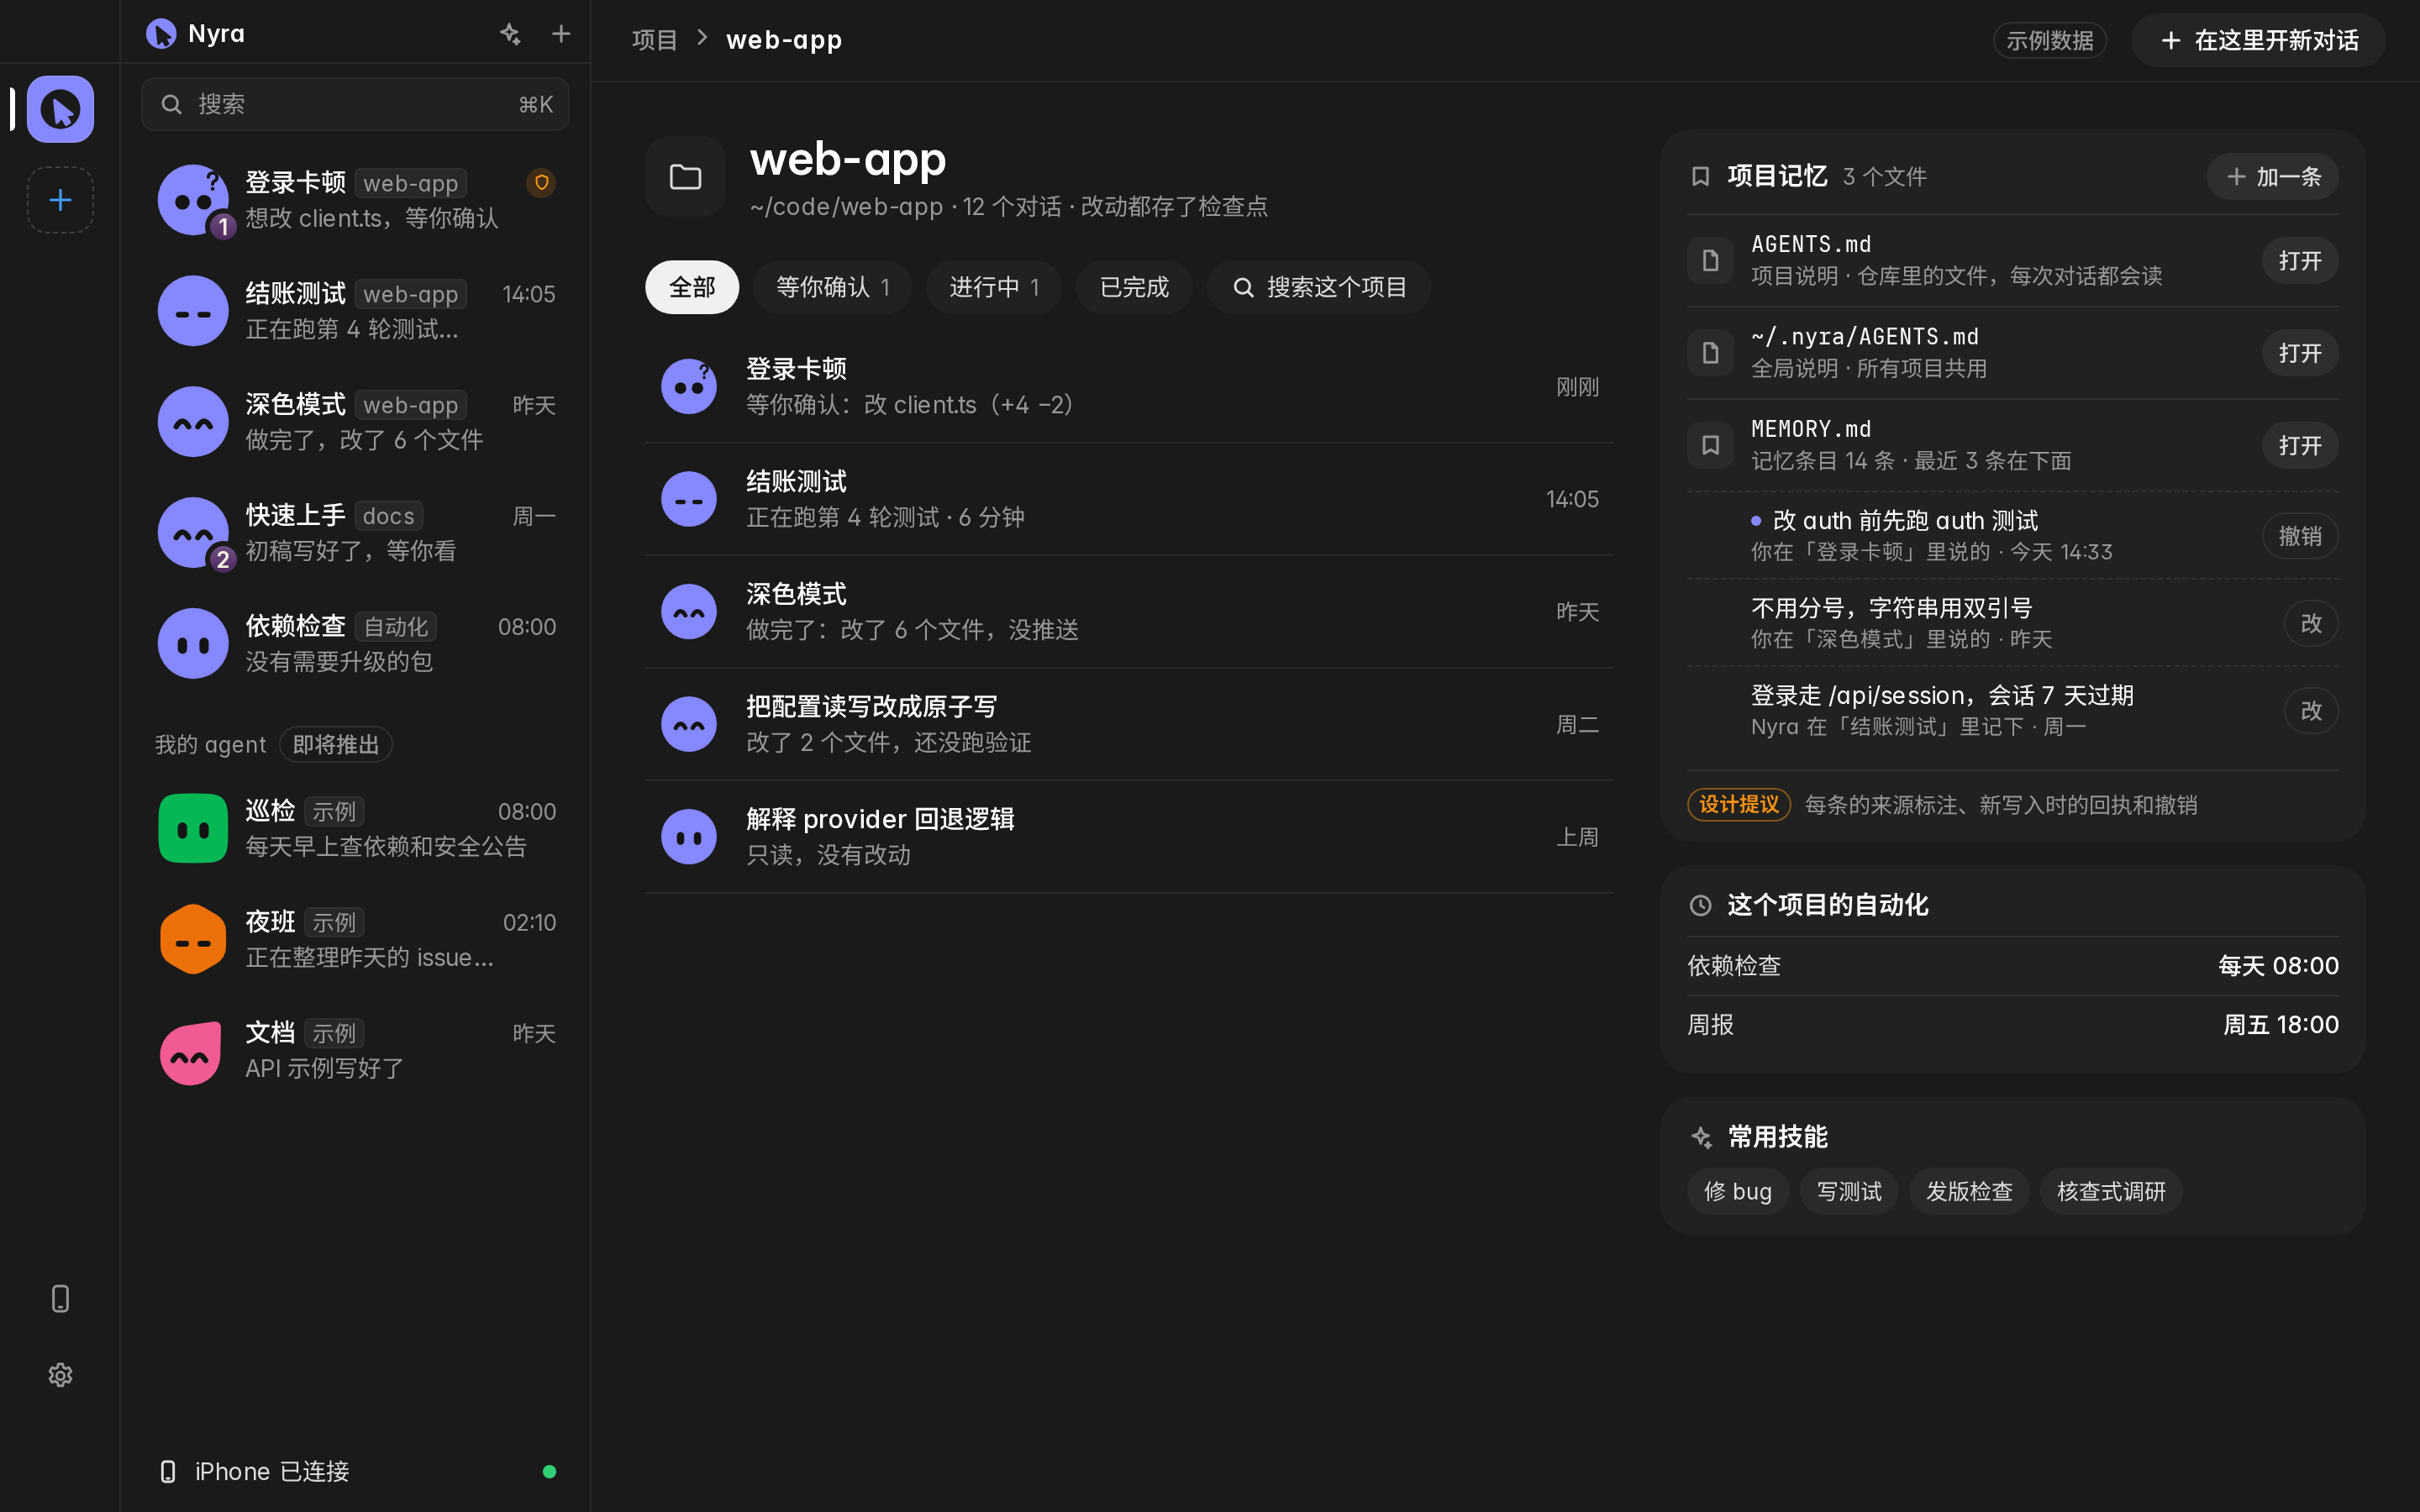 Nyra
搜索
⌘K
登录卡顿 web-app
想改 client.ts，等你确认
1
结账测试 web-app 14:05
正在跑第 4 轮测试…
深色模式 web-app 昨天
做完了，改了 6 个文件
快速上手 docs 周一
初稿写好了，等你看
2
依赖检查 自动化 08:00
没有需要升级的包
我的 agent 即将推出
巡检 示例 08:00
每天早上查依赖和安全公告
夜班 示例 02:10
正在整理昨天的 issue…
文档 示例 昨天
API 示例写好了
iPhone 已连接
项目 > web-app
示例数据
+ 在这里开新对话
web-app
~/code/web-app · 12 个对话 · 改动都存了检查点
全部 等你确认 1 进行中 1 已完成 搜索这个项目
?
登录卡顿
等你确认：改 client.ts（+4 −2）
刚刚
结账测试
正在跑第 4 轮测试 · 6 分钟
14:05
深色模式
做完了：改了 6 个文件，没推送
昨天
把配置读写改成原子写
改了 2 个文件，还没跑验证
周二
解释 provider 回退逻辑
只读，没有改动
上周
项目记忆 3 个文件
+ 加一条
AGENTS.md
项目说明 · 仓库里的文件，每次对话都会读
打开
~/.nyra/AGENTS.md
全局说明 · 所有项目共用
打开
MEMORY.md
记忆条目 14 条 · 最近 3 条在下面
打开
改 auth 前先跑 auth 测试
你在「登录卡顿」里说的 · 今天 14:33
撤销
不用分号，字符串用双引号
你在「深色模式」里说的 · 昨天
改
登录走 /api/session，会话 7 天过期
Nyra 在「结账测试」里记下 · 周一
改
设计提议 每条的来源标注、新写入时的回执和撤销
这个项目的自动化
依赖检查 每天 08:00
周报 周五 18:00
常用技能
修 bug 写测试 发版检查 核查式调研